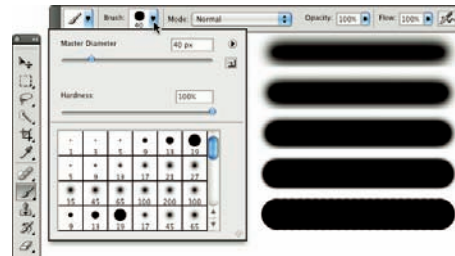 Brush: 40 Mode: Normal Opacity: 100% Flow: 100%
Master Diameter 40 px
Hardness: 100%
1 3 5 9 13 19
5 9 13 17 21 27
35 45 65 100 200 300
9 13 19 17 45 65